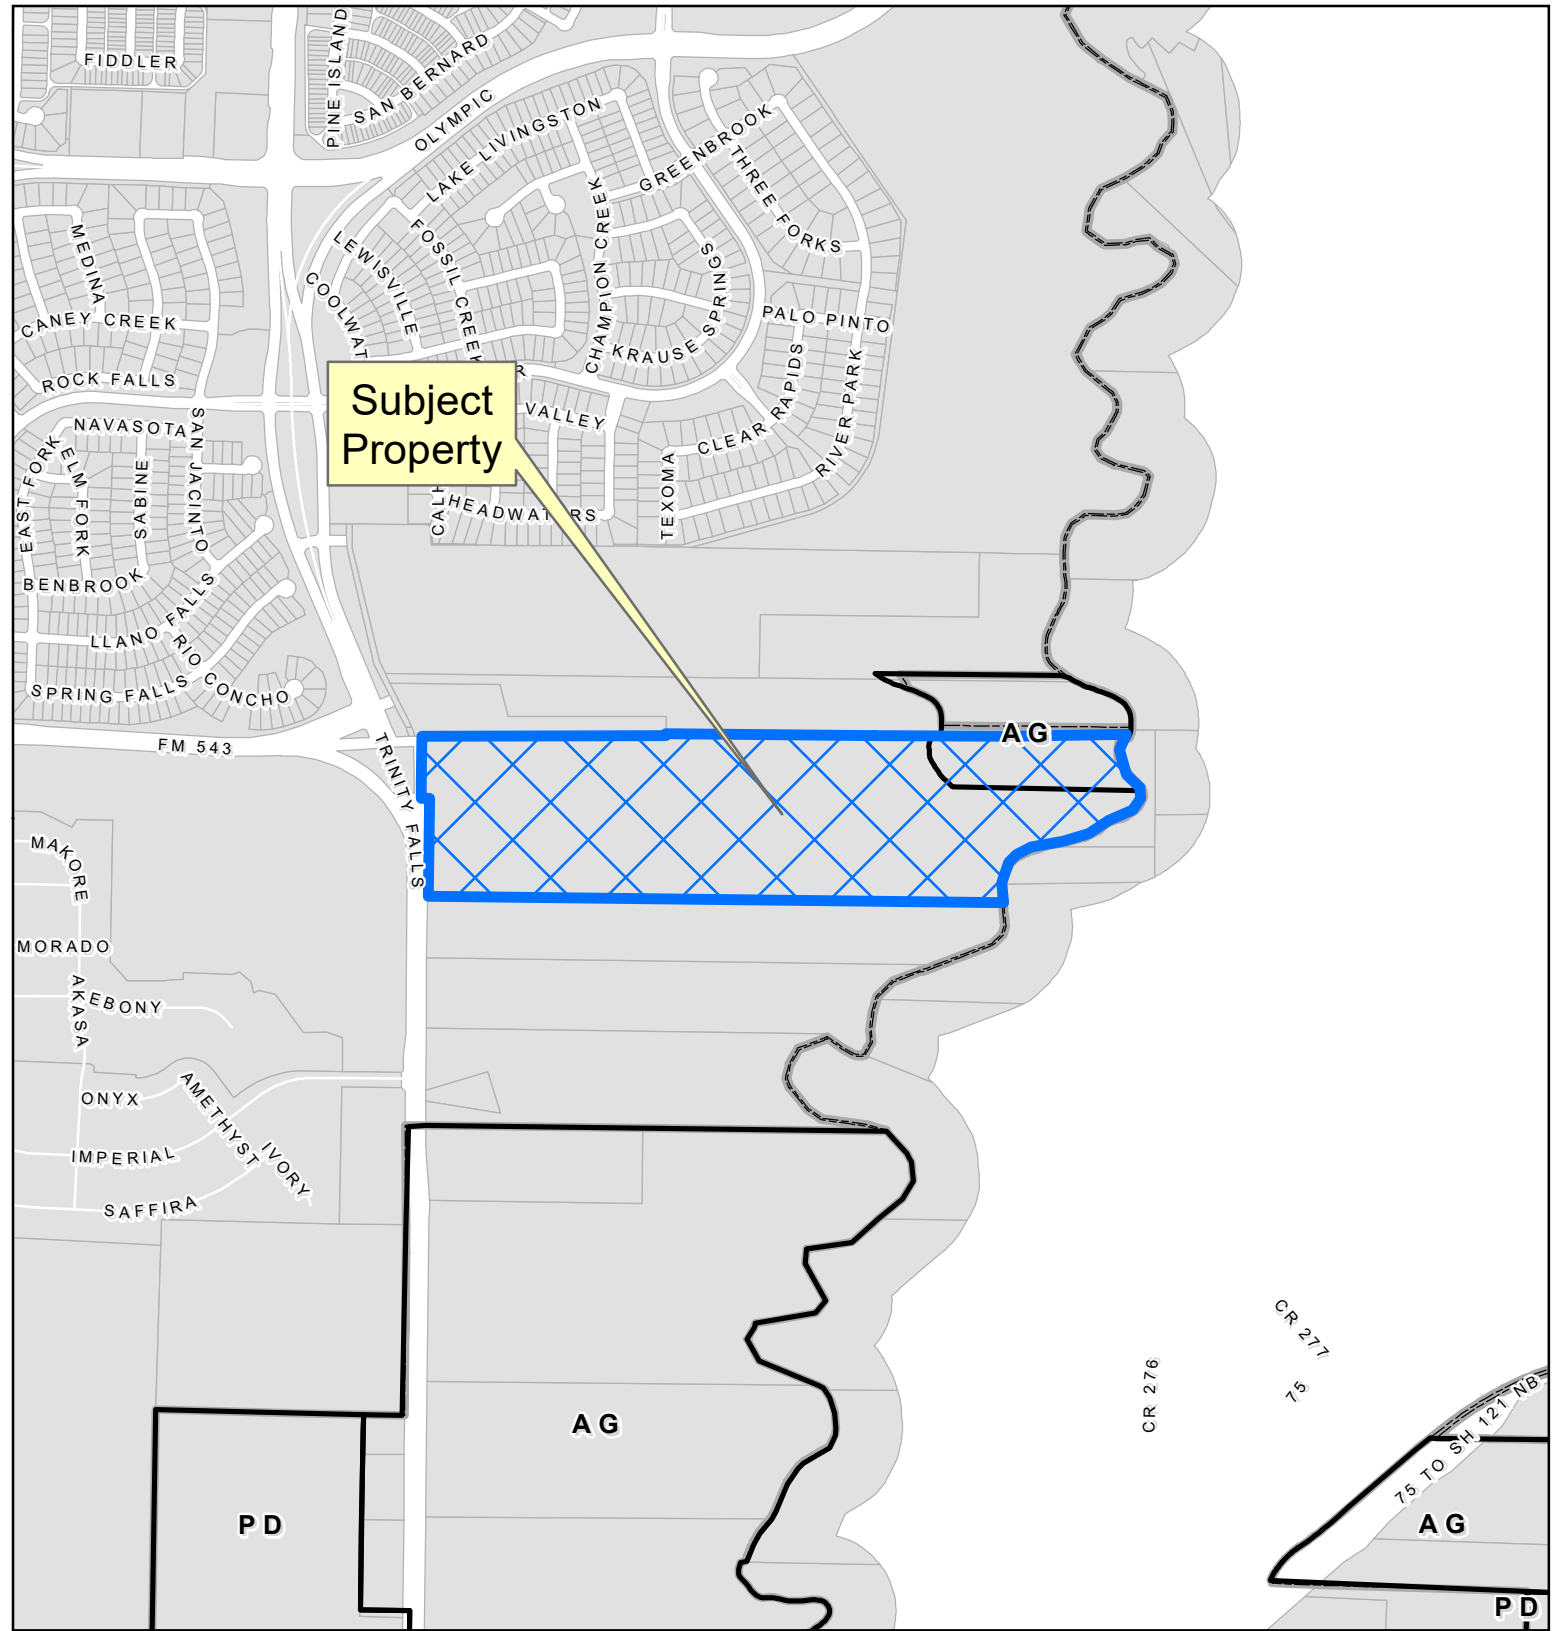 FIDDLER
PINE ISLAND
SAN BERNARD
OLYMPIC
LAKE LIVINGSTON
GREENBROOK
THREE FORKS
CHAMPION CREEK
FOSSIL CREEK
LEWISVILLE
COOLWAT
MEDINA
CANEY CREEK
ROCK FALLS
KRAUSE SPRINGS
PALO PINTO
CLEAR RAPIDS
RIVER PARK
Subject
Property
R
VALLEY
NAVASOTA
SAN JACINTO
EAST FORK
ELM FORK
SABINE
CALH
HEADWATERS
TEXOMA
BENBROOK
LLANO FALLS
RIO CONCHO
SPRING FALLS
FM 543
TRINITY FALLS
AG
MAKORE
MORADO
AKASA
EBONY
ONYX
AMETHYST
IVORY
IMPERIAL
SAFFIRA
CR 277
CR 276
75
75 TO SH 121 NB
AG
PD
AG
PD